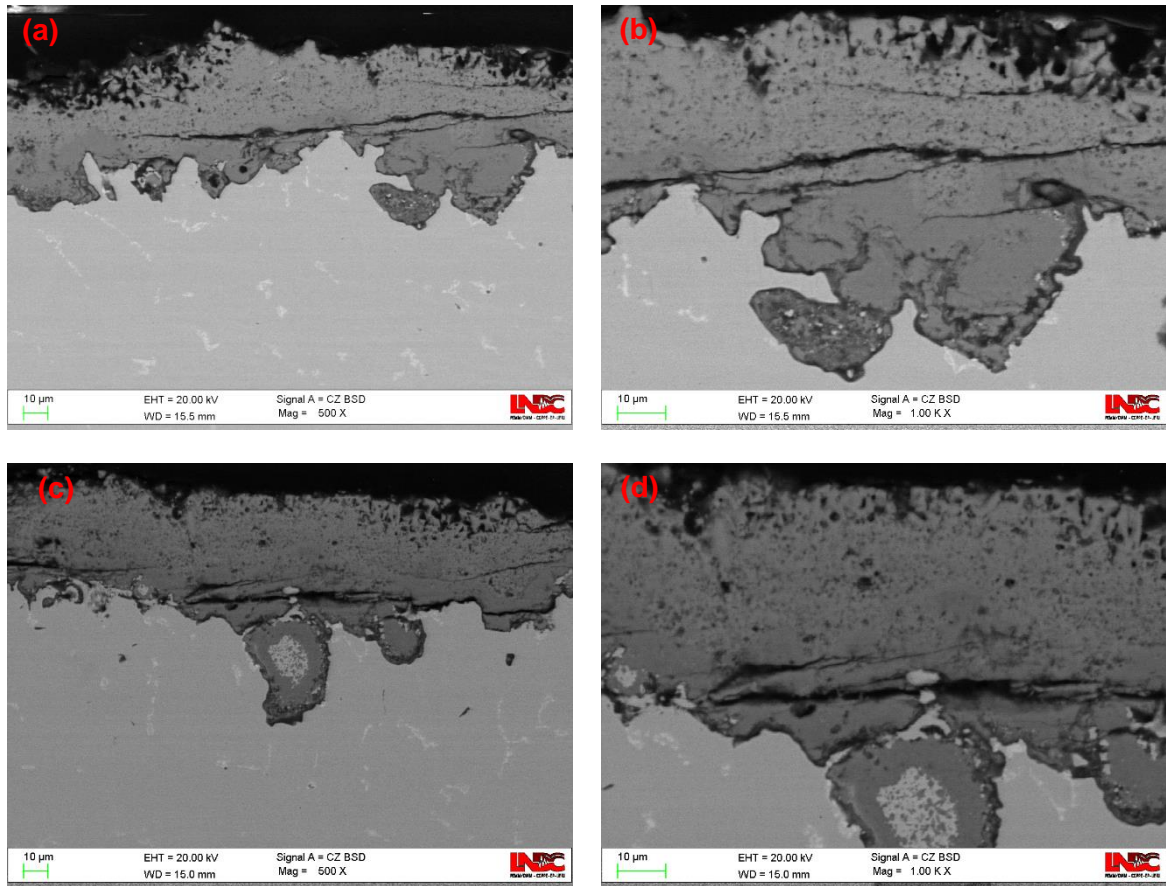 (a)
10 µm
EHT = 20.00 kV
WD = 15.5 mm
Signal A = CZ BSD
Mag = 500 X
(b)
10 µm
EHT = 20.00 kV
WD = 15.5 mm
Signal A = CZ BSD
Mag = 1.00 K X
(c)
10 µm
EHT = 20.00 kV
WD = 15.0 mm
Signal A = CZ BSD
Mag = 500 X
(d)
10 µm
EHT = 20.00 kV
WD = 15.0 mm
Signal A = CZ BSD
Mag = 1.00 K X